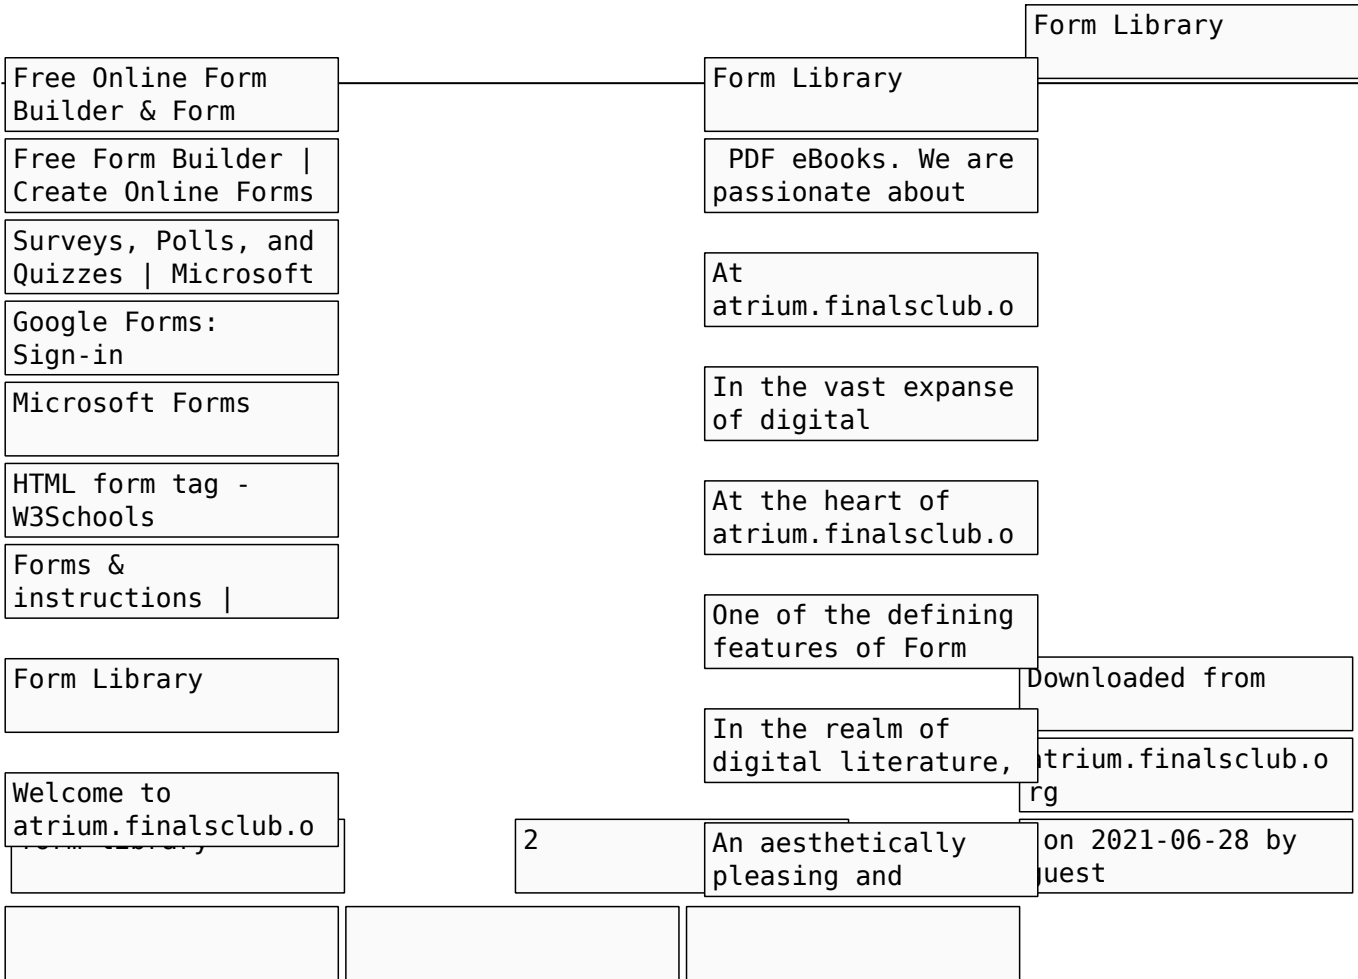 Form Library
Free Online Form
Builder & Form
Free Form Builder |
Create Online Forms
Surveys, Polls, and
Quizzes | Microsoft
Google Forms:
Sign-in
Microsoft Forms
HTML form tag -
W3Schools
Forms &
instructions |
Form Library
Welcome to
atrium.finalsclub.o
2
Form Library
PDF eBooks. We are
passionate about
At
atrium.finalsclub.o
In the vast expanse
of digital
At the heart of
atrium.finalsclub.o
One of the defining
features of Form
In the realm of
digital literature,
An aesthetically
pleasing and
Downloaded from
atrium.finalsclub.o
rg
on 2021-06-28 by
guest